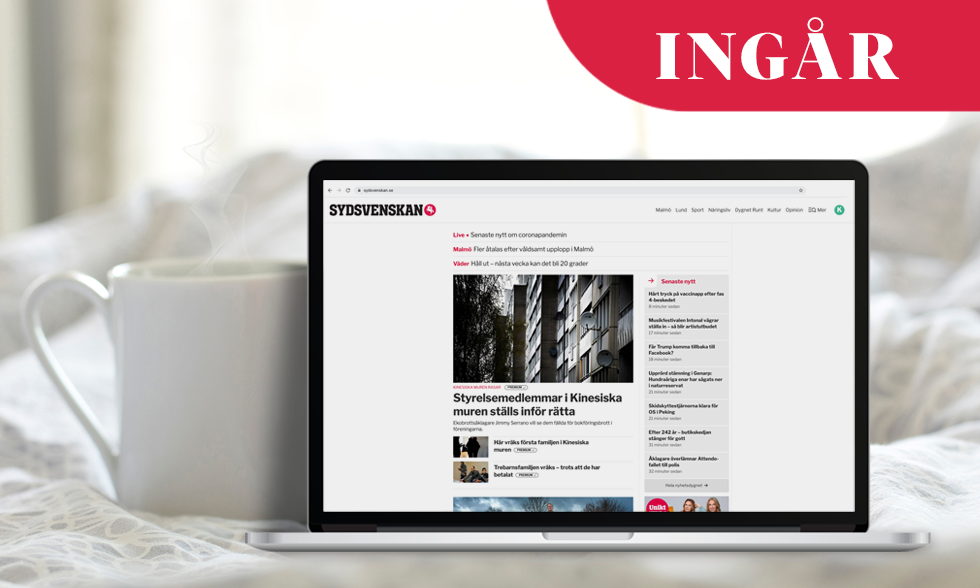 INGÅR
sydsvenskan.se
SYDSVENSKAN
Malmö Lund Sport Näringsliv Dygnet Runt Kultur Opinion Mer K
Live • Senaste nytt om coronapandemin
Malmö Fler åtalas efter våldsamt upplopp i Malmö
Väder Håll ut – nästa vecka kan det bli 20 grader
KINESISKA MUREN RASAR PREMIUM
Styrelsemedlemmar i Kinesiska
muren ställs inför rätta
Ekobrottsåklagare Jimmy Serrano vill se dem fällda för bokföringsbrott i
föreningarna.
Här vräks första familjen i Kinesiska
muren PREMIUM
Trebarnsfamiljen vräks – trots att de har
betalat PREMIUM
→ Senaste nytt
Hårt tryck på vaccinapp efter fas
4-beskedet
8 minuter sedan
Musikfestivalen Intonal vägrar
ställa in – så blir artistutbudet
17 minuter sedan
Får Trump komma tillbaka till
Facebook?
18 minuter sedan
Upprörd stämning i Genarp:
Hundraåriga enar har sågats ner
i naturreservat
21 minuter sedan
Skidskyttestjärnorna klara för
OS i Peking
21 minuter sedan
Efter 242 år – butikskedjan
stänger för gott
31 minuter sedan
Åklagare överlämnar Attendo-
fallet till polis
32 minuter sedan
Hela nyhetsdygnet →
Unikt